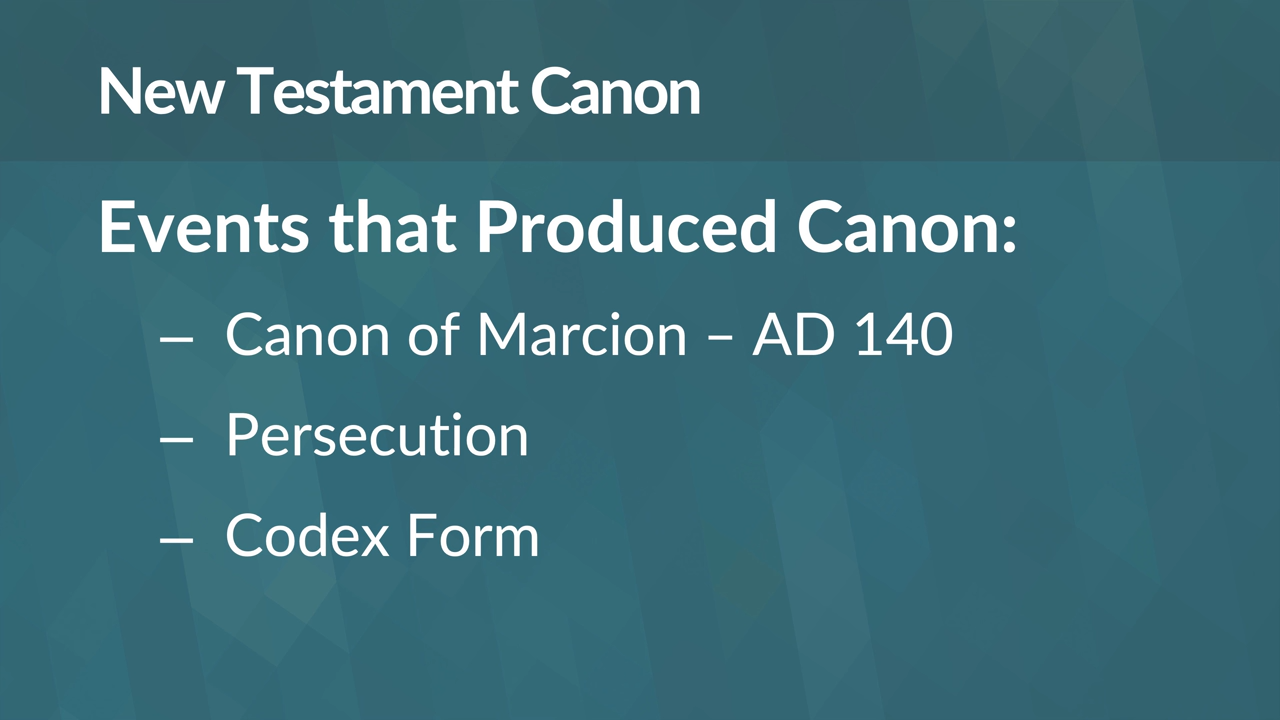 New Testament Canon
Events that Produced Canon:
– Canon of Marcion – AD 140
– Persecution
– Codex Form